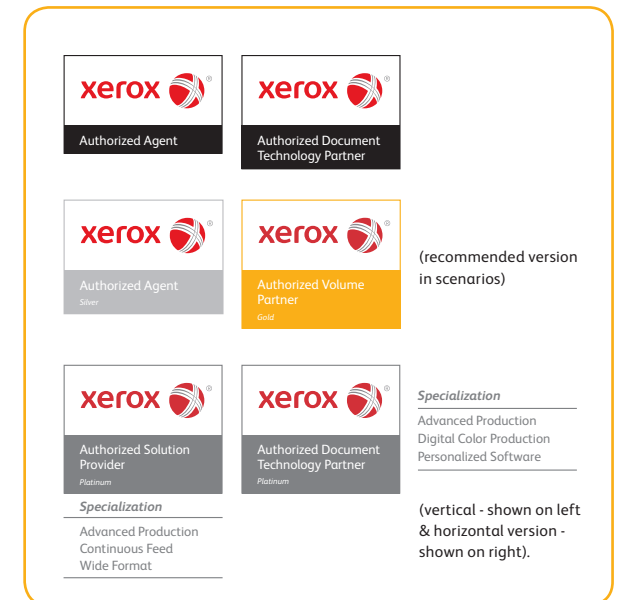 xerox ®
Authorized Agent
xerox ®
Authorized Document
Technology Partner
xerox ®
Authorized Agent
Silver
xerox ®
Authorized Volume
Partner
Gold
(recommended version
in scenarios)
xerox ®
Authorized Solution
Provider
Platinum
Specialization
Advanced Production
Continuous Feed
Wide Format
xerox ®
Authorized Document
Technology Partner
Platinum
Specialization
Advanced Production
Digital Color Production
Personalized Software
(vertical - shown on left
& horizontal version -
shown on right).